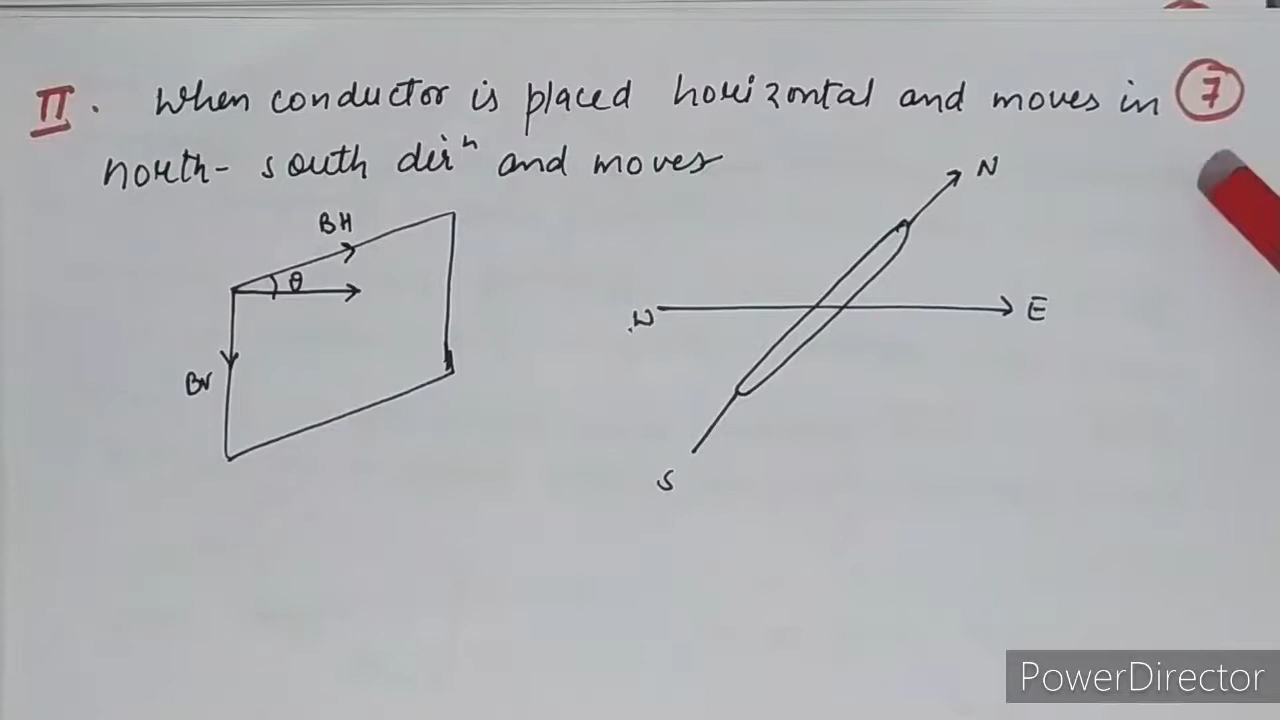 II. When conductor is placed horizontal and moves in 7
north- south dirⁿ and moves
BH
N
θ
W
E
BV
S
PowerDirector